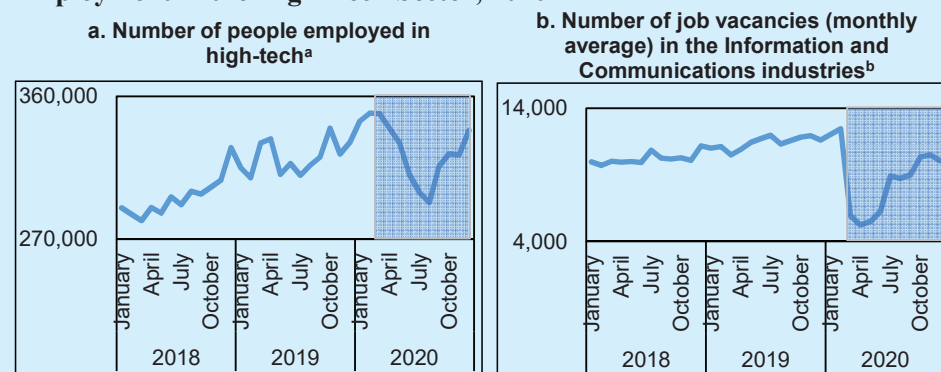 a. Number of people employed in
high-techᵃ
360,000
270,000
January
April
July
October
January
April
July
October
January
April
July
October
2018
2019
2020
b. Number of job vacancies (monthly
average) in the Information and
Communications industriesᵇ
14,000
4,000
January
April
July
October
January
April
July
October
January
April
July
October
2018
2019
2020